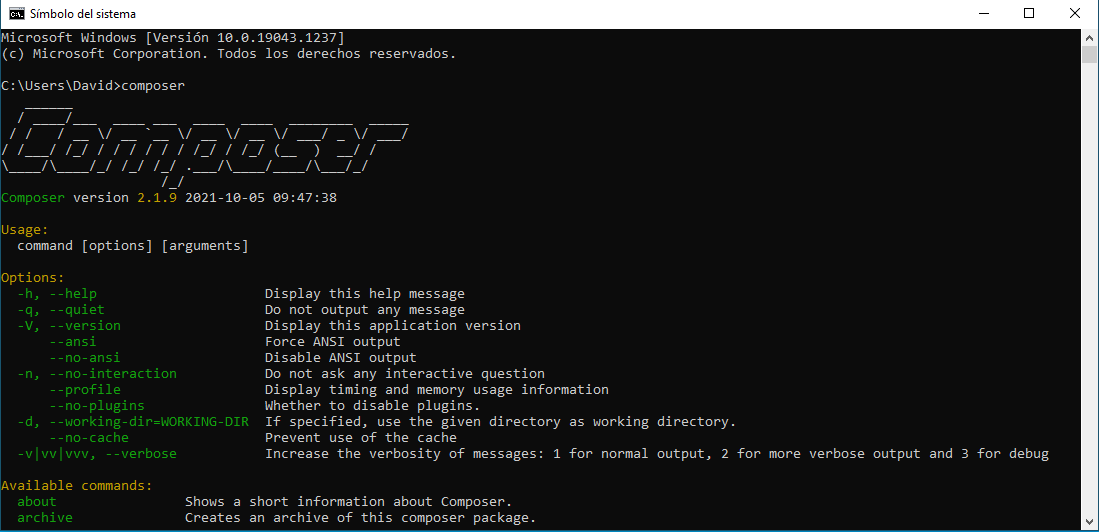 Símbolo del sistema
Microsoft Windows [Versión 10.0.19043.1237]
(c) Microsoft Corporation. Todos los derechos reservados.
C:\Users\David>composer
Composer
Composer version 2.1.9 2021-10-05 09:47:38
Usage:
  command [options] [arguments]
Options:
  -h, --help                     Display this help message
  -q, --quiet                    Do not output any message
  -V, --version                  Display this application version
      --ansi                     Force ANSI output
      --no-ansi                  Disable ANSI output
  -n, --no-interaction           Do not ask any interactive question
      --profile                  Display timing and memory usage information
      --no-plugins               Whether to disable plugins.
  -d, --working-dir=WORKING-DIR  If specified, use the given directory as working directory.
      --no-cache                 Prevent use of the cache
  -v|vv|vvv, --verbose           Increase the verbosity of messages: 1 for normal output, 2 for more verbose output and 3 for debug
Available commands:
  about                Shows a short information about Composer.
  archive              Creates an archive of this composer package.